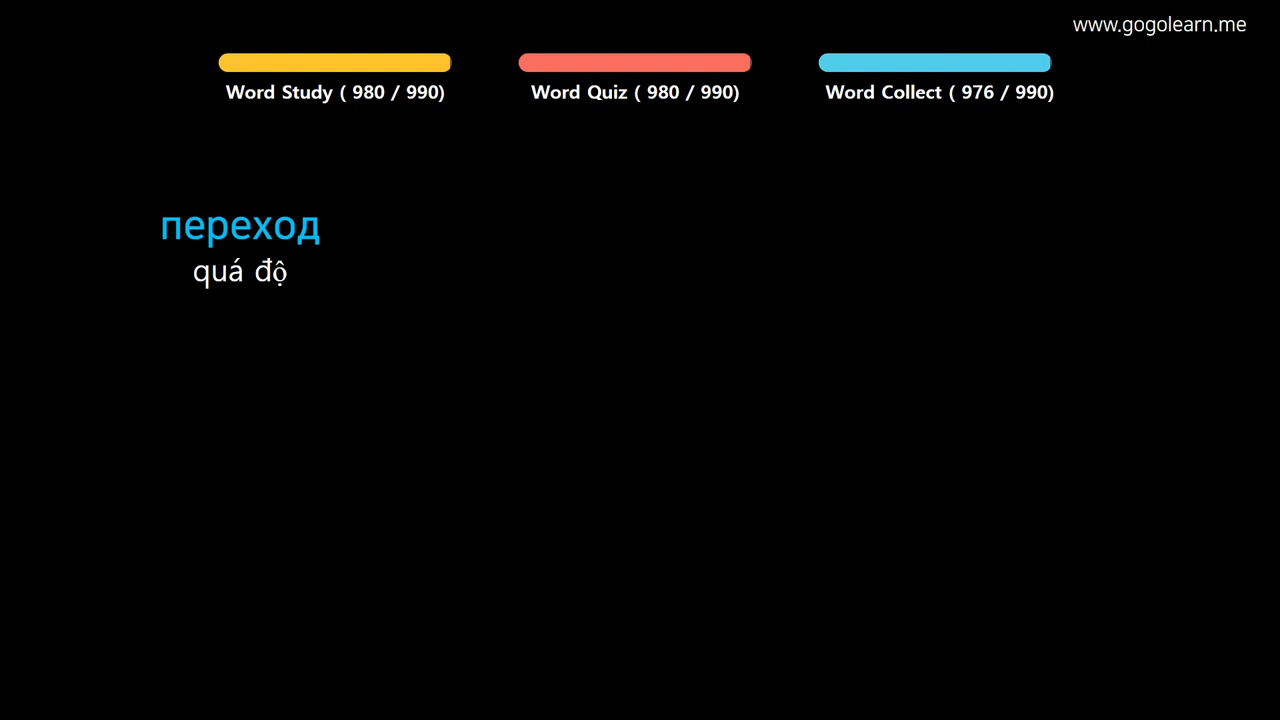 www.gogolearn.me
Word Study ( 980 / 990)
Word Quiz ( 980 / 990)
Word Collect ( 976 / 990)
переход
quá độ